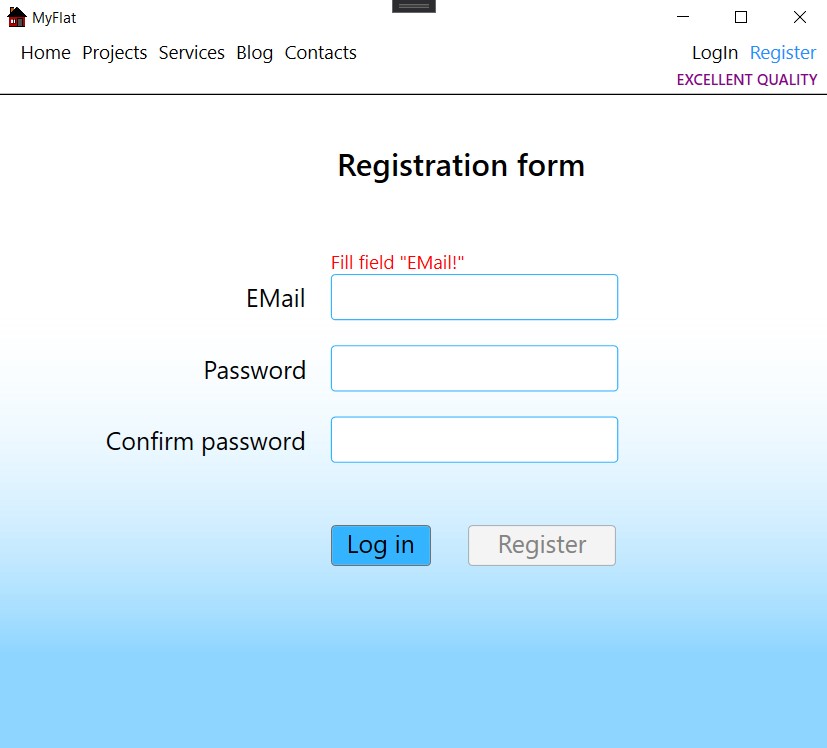 MyFlat
Home Projects Services Blog Contacts LogIn Register
EXCELLENT QUALITY
Registration form
Fill field "EMail!"
EMail
Password
Confirm password
Log in Register